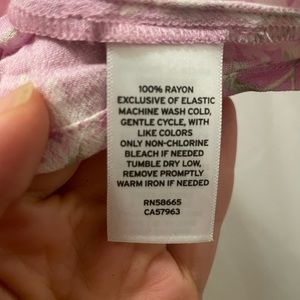 100% RAYON
EXCLUSIVE OF ELASTIC
MACHINE WASH COLD,
GENTLE CYCLE, WITH
LIKE COLORS
ONLY NON-CHLORINE
BLEACH IF NEEDED
TUMBLE DRY LOW,
REMOVE PROMPTLY
WARM IRON IF NEEDED
RN58665
CA57963